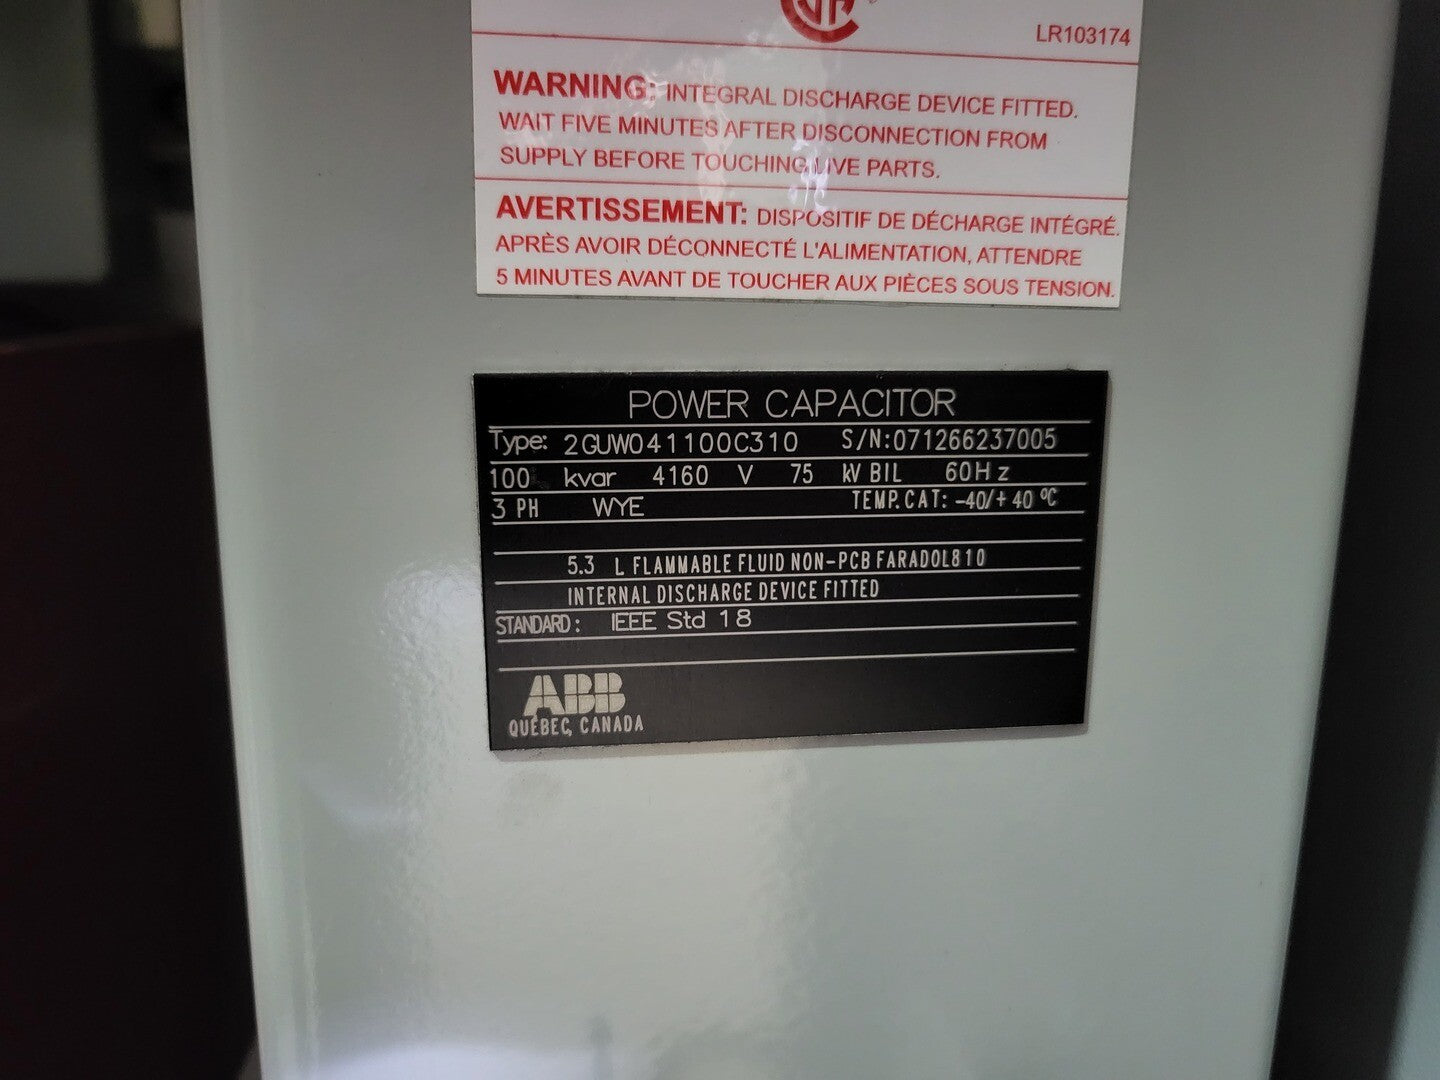 LR103174
WARNING: INTEGRAL DISCHARGE DEVICE FITTED.
WAIT FIVE MINUTES AFTER DISCONNECTION FROM
SUPPLY BEFORE TOUCHING LIVE PARTS.
AVERTISSEMENT: DISPOSITIF DE DÉCHARGE INTÉGRÉ.
APRÈS AVOIR DÉCONNECTÉ L'ALIMENTATION, ATTENDRE
5 MINUTES AVANT DE TOUCHER AUX PIÈCES SOUS TENSION.
POWER CAPACITOR
Type: 2GUW041100C310 S/N:071266237005
100 kvar 4160 V 75 kV BIL 60Hz
3 PH WYE TEMP.CAT: -40/+40 ºC
5.3 L FLAMMABLE FLUID NON-PCB FARADOL810
INTERNAL DISCHARGE DEVICE FITTED
STANDARD: IEEE Std 18
ABB
QUÉBEC, CANADA